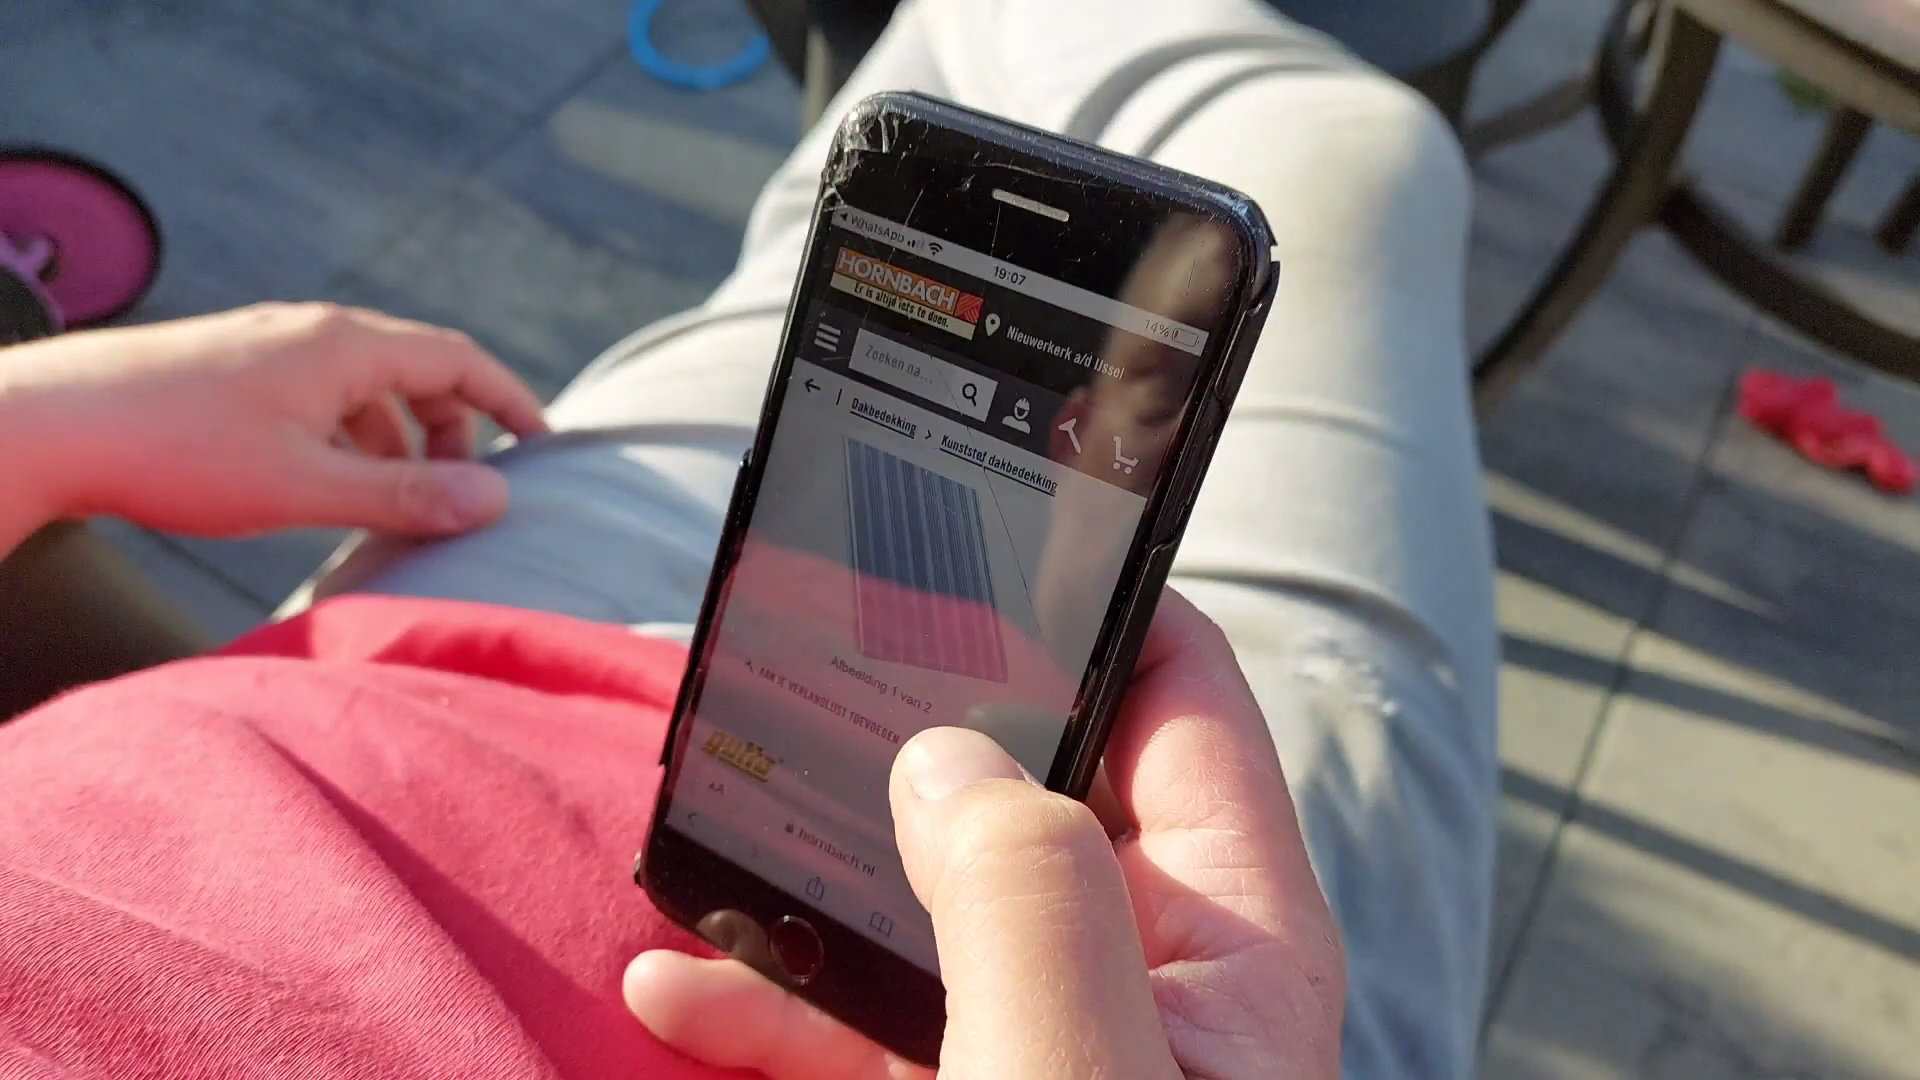 WhatsApp
19:07
14%
HORNBACH
Er is altijd iets te doen.
Nieuwerkerk a/d IJssel
Zoeken na...
Dakbedekking > Kunststof dakbedekking
Afbeelding 1 van 2
AAN JE VERLANGLIJST TOEVOEGEN
gutta
AA
hornbach.nl